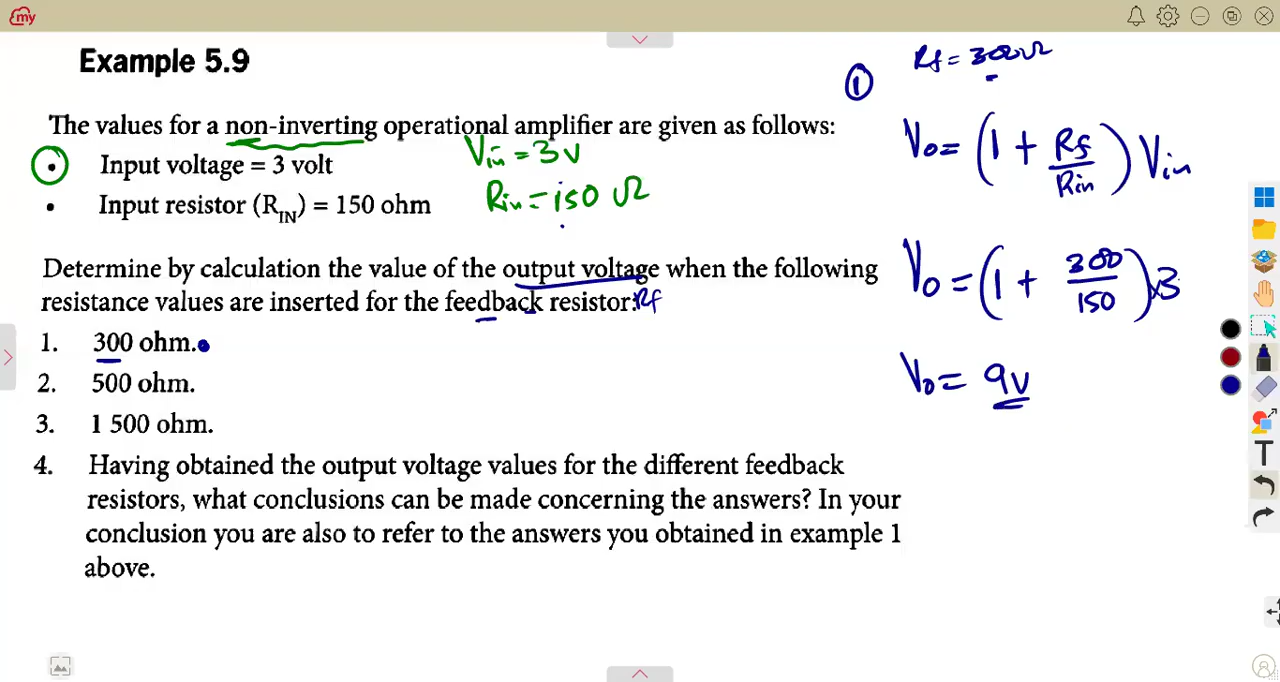 my
Example 5.9
The values for a non-inverting operational amplifier are given as follows:
• Input voltage = 3 volt
Vin = 3 v
• Input resistor (RIN) = 150 ohm
Rin = 150 Ω
Determine by calculation the value of the output voltage when the following
resistance values are inserted for the feedback resistor: Rf
1. 300 ohm.
2. 500 ohm.
3. 1 500 ohm.
4. Having obtained the output voltage values for the different feedback
resistors, what conclusions can be made concerning the answers? In your
conclusion you are also to refer to the answers you obtained in example 1
above.
① Rf = 300 Ω
Vo = (1 + Rf/Rin) Vin
Vo = (1 + 300/150) x 3
Vo = 9v
T